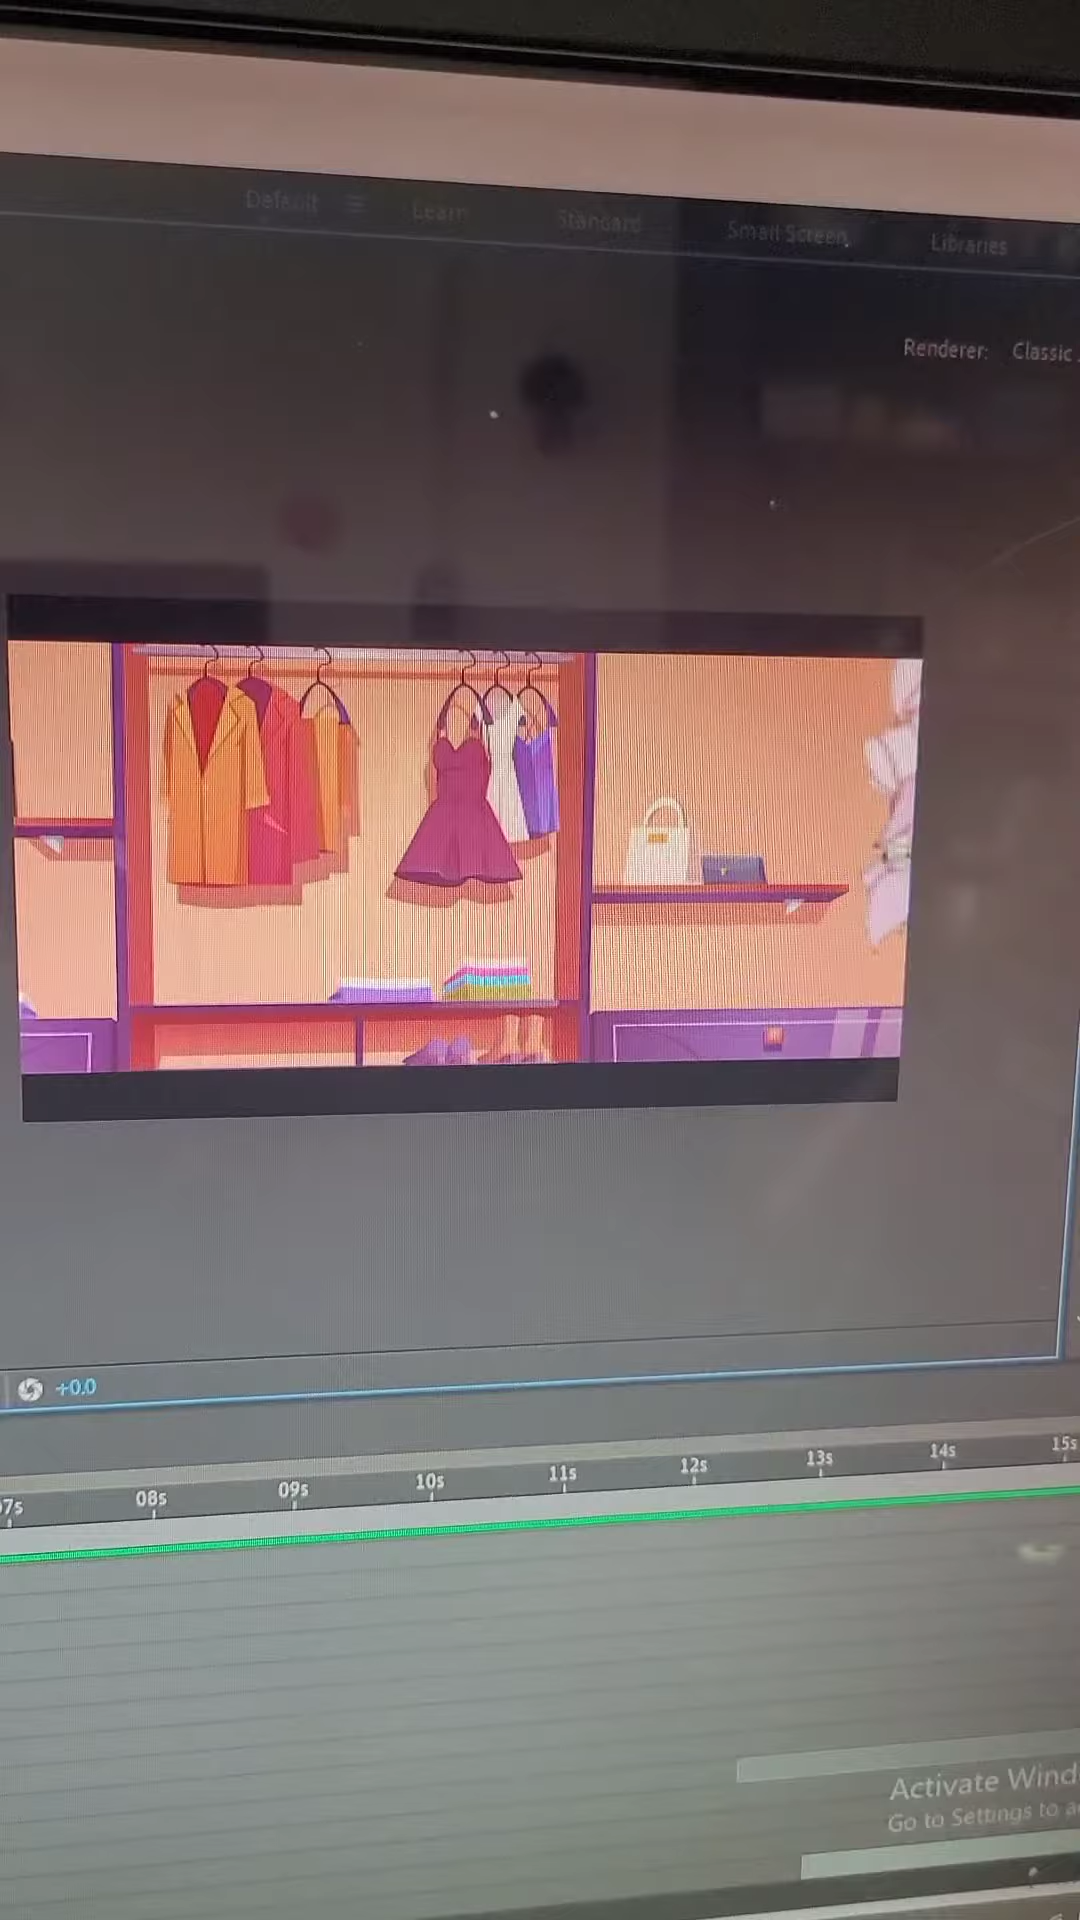 Default Learn Standard Small Screen Libraries
Renderer: Classic
+0.0
07s 08s 09s 10s 11s 12s 13s 14s 15s
Activate Wind
Go to Settings to a